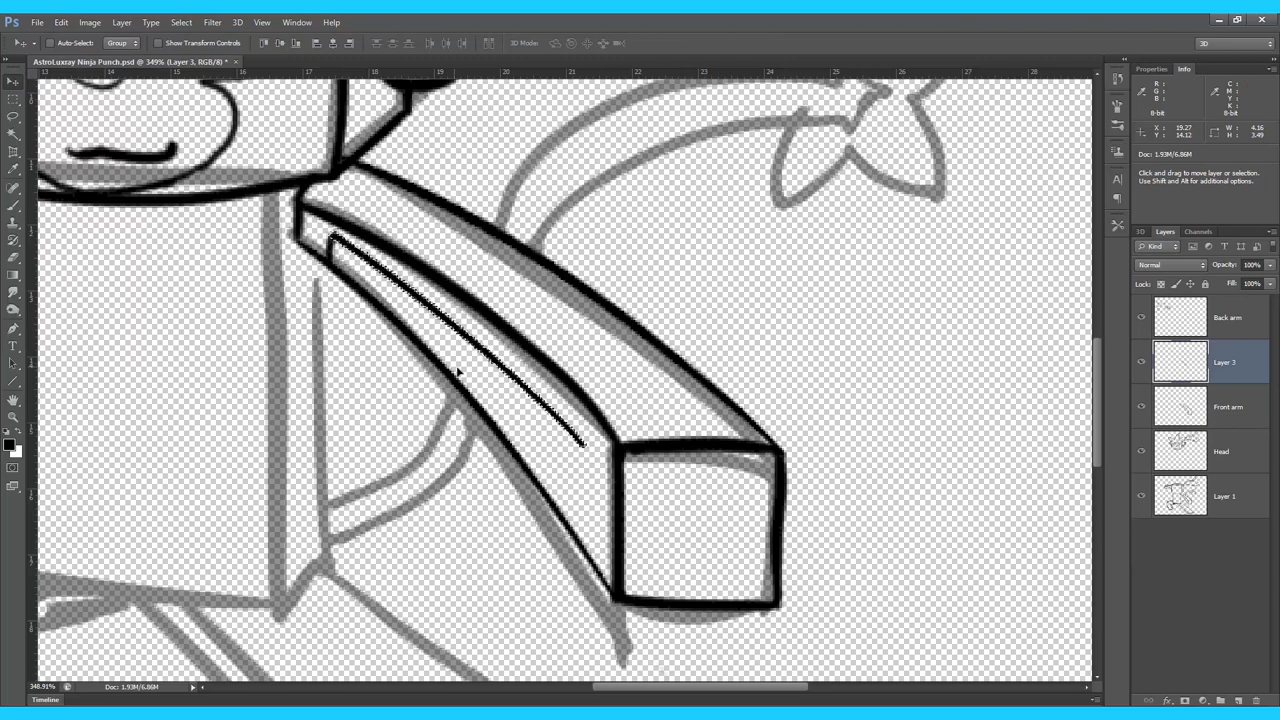 Ps File Edit Image Layer Type Select Filter 3D View Window Help
Auto-Select: Group Show Transform Controls 3D Mode: 3D
AstroLuxray Ninja Punch.psd @ 349% (Layer 3, RGB/8) * ×
13 14 15 16 17 18 19 20 21 22 23 24 25 26 27 28
Properties Info
R: C:
G: M:
B: Y:
K:
8-bit 8-bit
X: 19.27 W: 4.16
Y: 14.12 H: 3.49
Doc: 1.93M/6.86M
Click and drag to move layer or selection.
Use Shift and Alt for additional options.
3D Layers Channels
Kind
Normal Opacity: 100%
Lock: Fill: 100%
Back arm
Layer 3
Front arm
Head
Layer 1
348.91% Doc: 1.93M/6.86M
Timeline